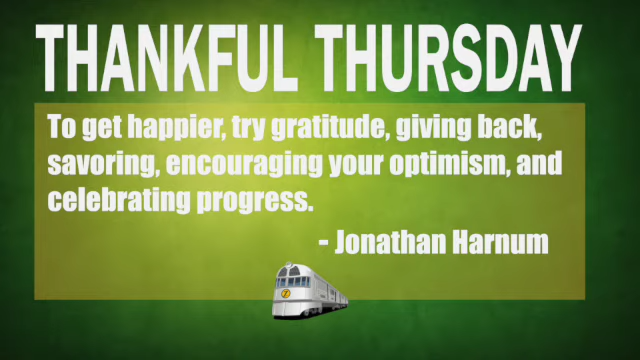 THANKFUL THURSDAY
To get happier, try gratitude, giving back,
savoring, encouraging your optimism, and
celebrating progress.
- Jonathan Harnum